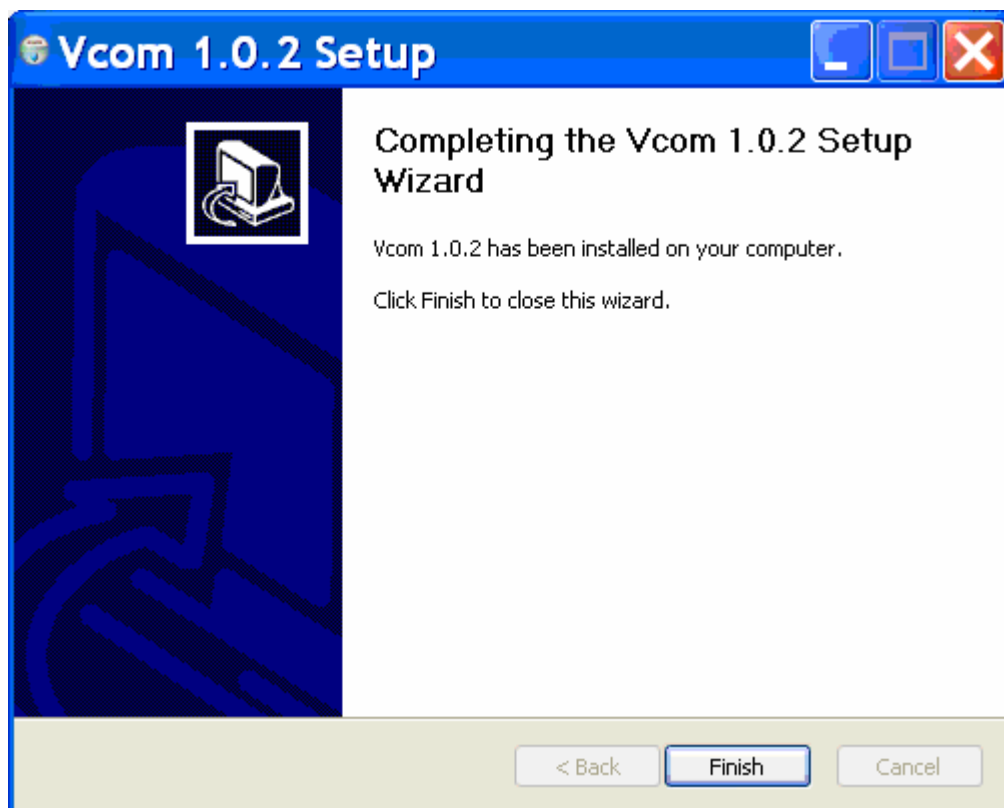 Vcom 1.0.2 Setup
Completing the Vcom 1.0.2 Setup
Wizard
Vcom 1.0.2 has been installed on your computer.
Click Finish to close this wizard.
< Back Finish Cancel